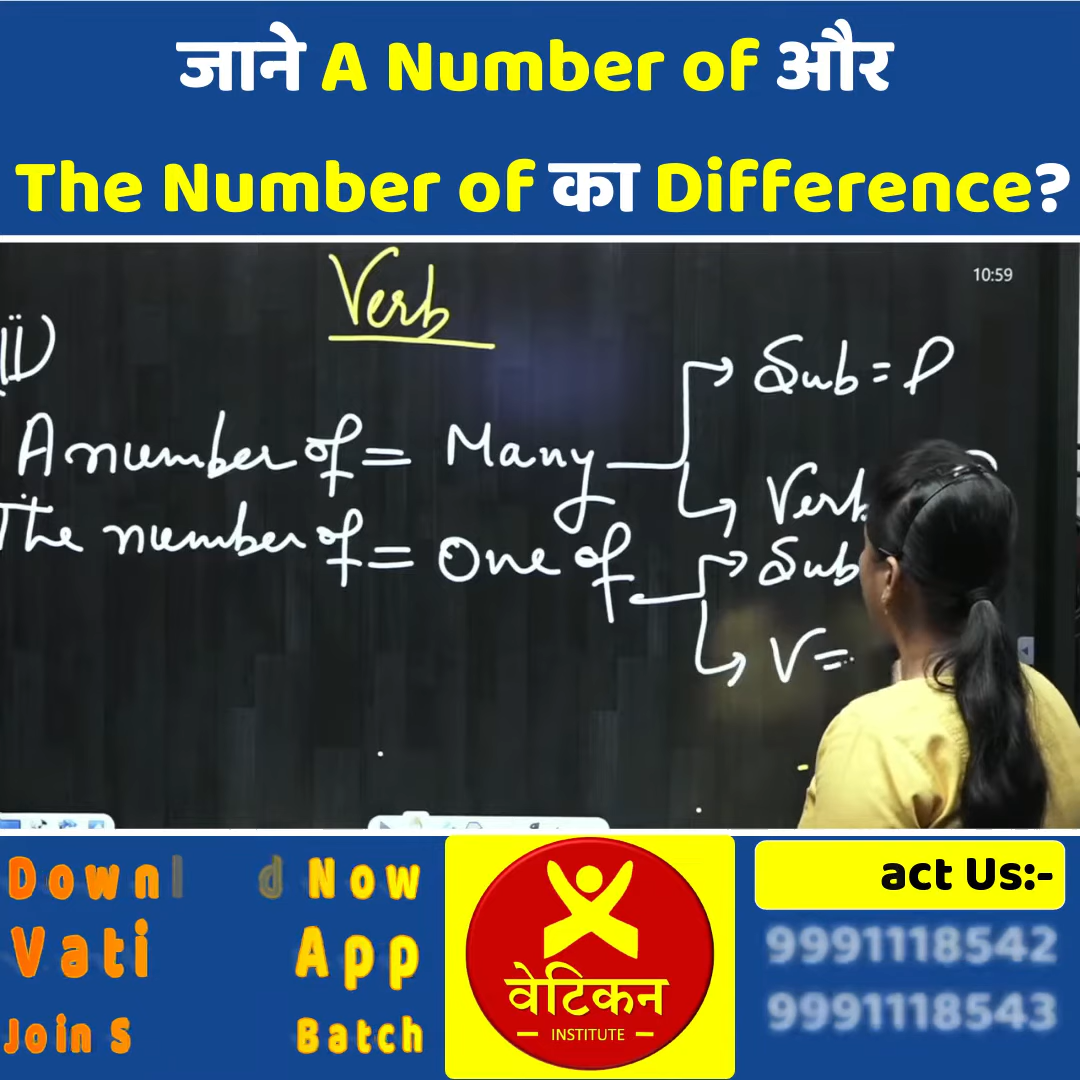 जाने A Number of और
The Number of का Difference?
Verb
10:59
(ii)
A number of = Many
Sub = P
Verb
The number of = One of
Sub
V =
Down d Now
Vati App
Join S Batch
वेटिकन
INSTITUTE
act Us:-
9991118542
9991118543